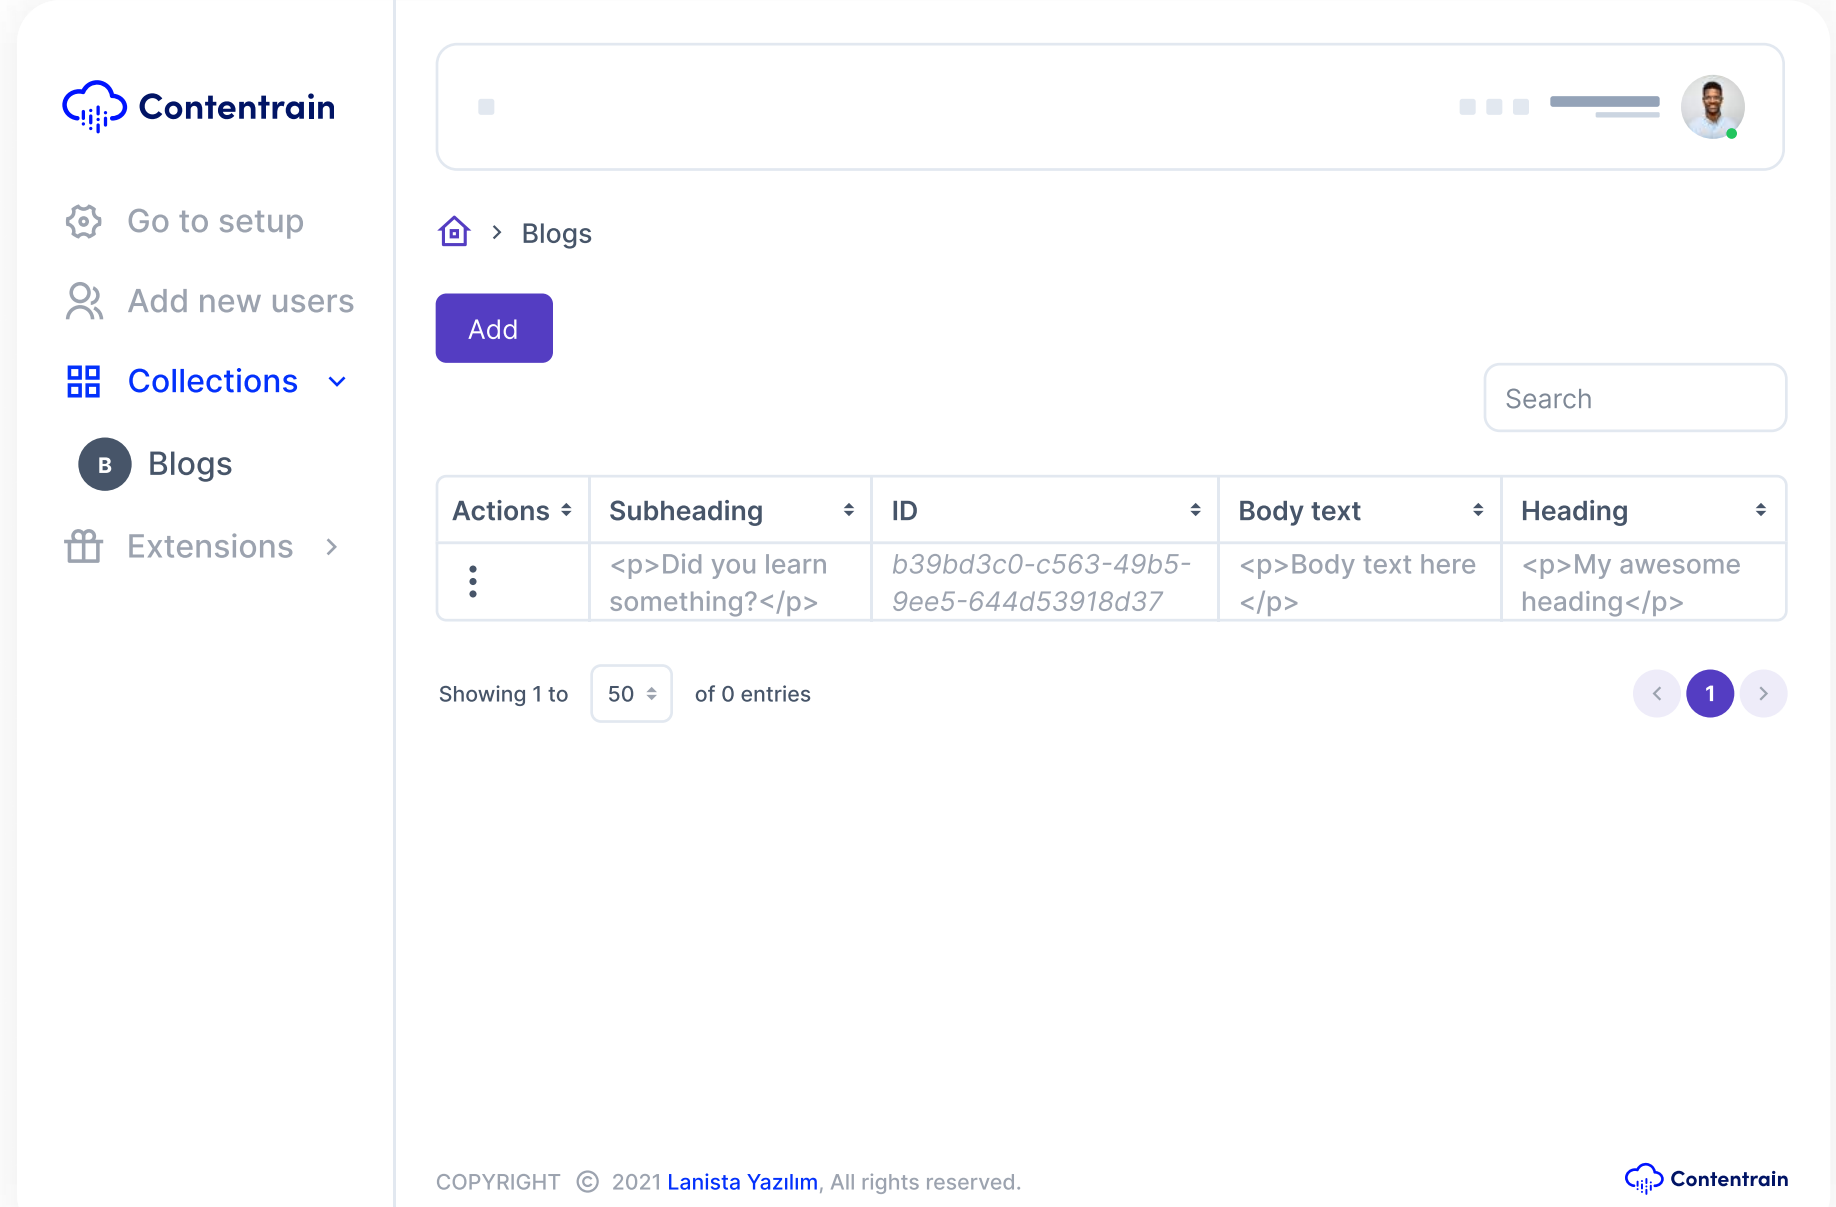 Contentrain
Go to setup
Add new users
Collections
B Blogs
Extensions
Blogs
Add
Search
Actions Subheading ID Body text Heading
<p>Did you learn something?</p>
b39bd3c0-c563-49b5-9ee5-644d53918d37
<p>Body text here </p>
<p>My awesome heading</p>
Showing 1 to 50 of 0 entries
1
COPYRIGHT © 2021 Lanista Yazılım, All rights reserved.
Contentrain